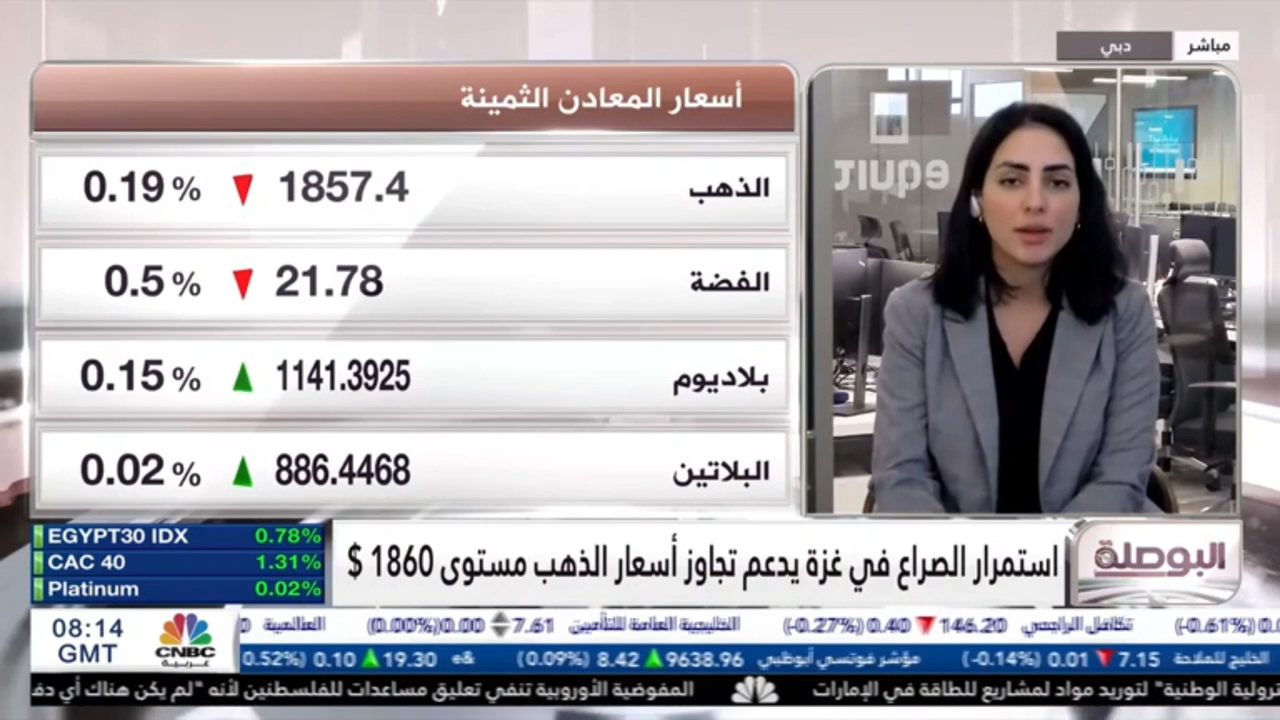 مباشر دبي
أسعار المعادن الثمينة
الذهب 1857.4 ▼ 0.19 %
الفضة 21.78 ▼ 0.5 %
بلاديوم 1141.3925 ▲ 0.15 %
البلاتين 886.4468 ▲ 0.02 %
equiti
البوصلة
استمرار الصراع في غزة يدعم تجاوز أسعار الذهب مستوى 1860 $
EGYPT30 IDX 0.78%
CAC 40 1.31%
Platinum 0.02%
08:14
GMT
CNBC
عربية
(-0.61%) تكافل الراجحي 146.20 ▼ 0.40 (-0.27%) الخليجية العامة للتأمين 7.61 0.00 (0.00%) العالمية
الخليج للملاحة 7.15 ▼ 0.01 (-0.14%) مؤشر فوتسي أبوظبي 9638.96 ▲ 8.42 (0.09%) e& 19.30 ▲ 0.10 0.52%)
الوطنية" لتوريد مواد لمشاريع للطاقة في الإمارات المفوضية الأوروبية تنفي تعليق مساعدات للفلسطينين لأنه "لم يكن هناك أي